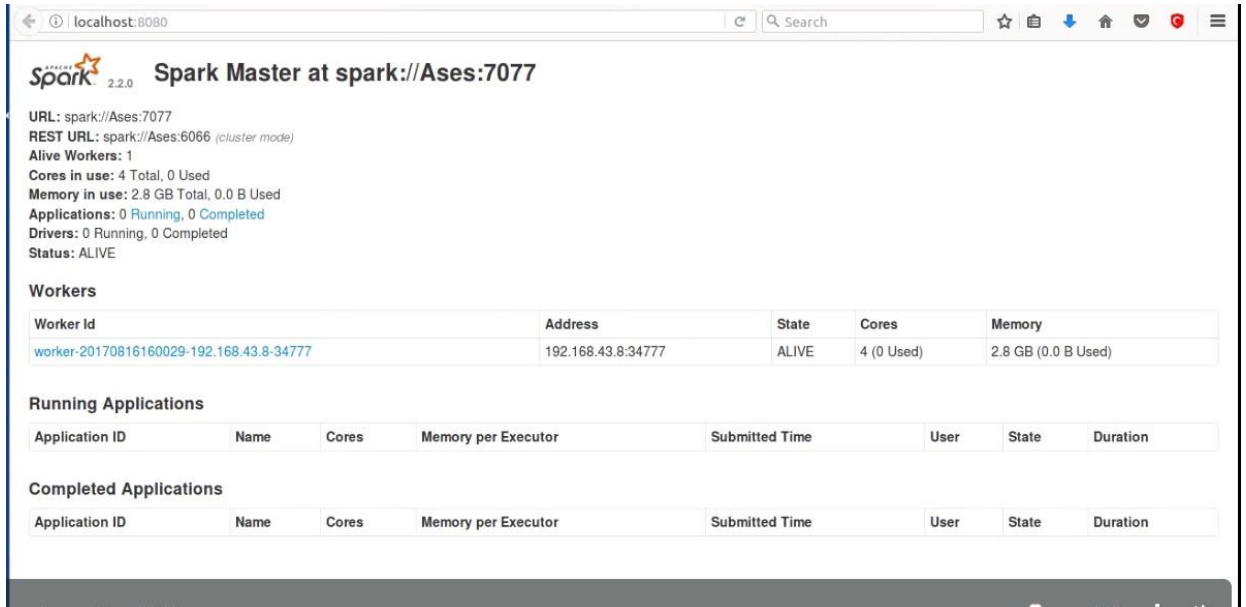 localhost:8080 Search
APACHE
Spark 2.2.0 Spark Master at spark://Ases:7077
URL: spark://Ases:7077
REST URL: spark://Ases:6066 (cluster mode)
Alive Workers: 1
Cores in use: 4 Total, 0 Used
Memory in use: 2.8 GB Total, 0.0 B Used
Applications: 0 Running, 0 Completed
Drivers: 0 Running, 0 Completed
Status: ALIVE
Workers
Worker Id Address State Cores Memory
worker-20170816160029-192.168.43.8-34777 192.168.43.8:34777 ALIVE 4 (0 Used) 2.8 GB (0.0 B Used)
Running Applications
Application ID Name Cores Memory per Executor Submitted Time User State Duration
Completed Applications
Application ID Name Cores Memory per Executor Submitted Time User State Duration